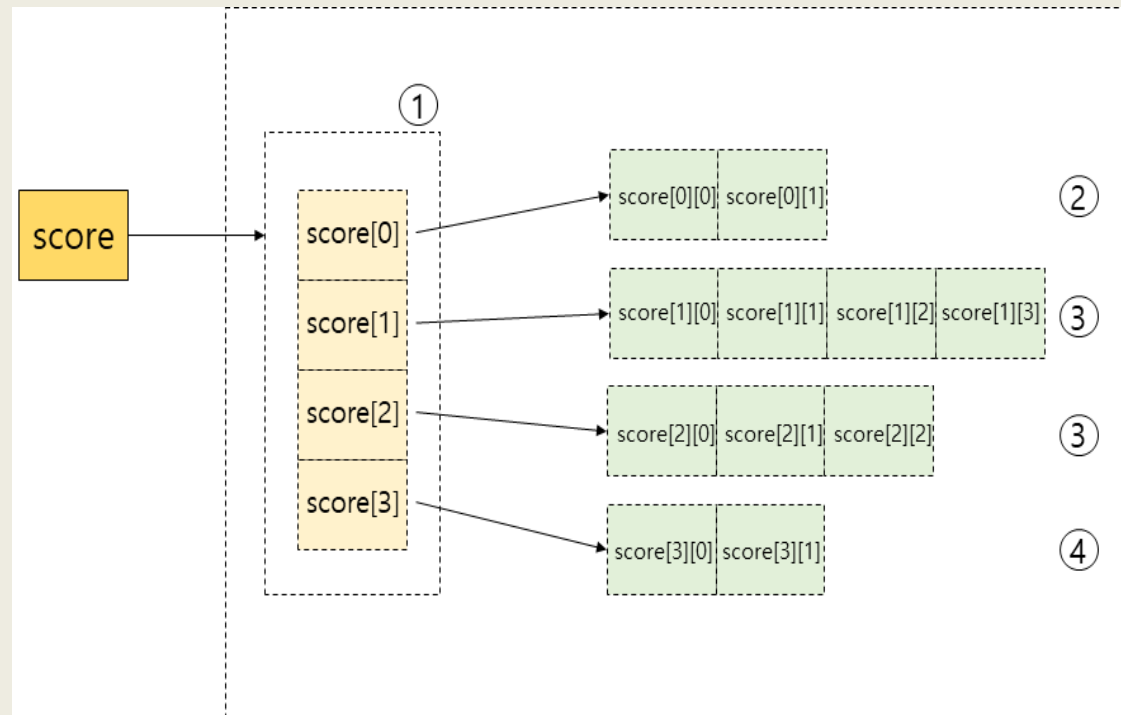 ①
score
score[0]
score[1]
score[2]
score[3]
score[0][0] score[0][1] ②
score[1][0] score[1][1] score[1][2] score[1][3] ③
score[2][0] score[2][1] score[2][2] ③
score[3][0] score[3][1] ④